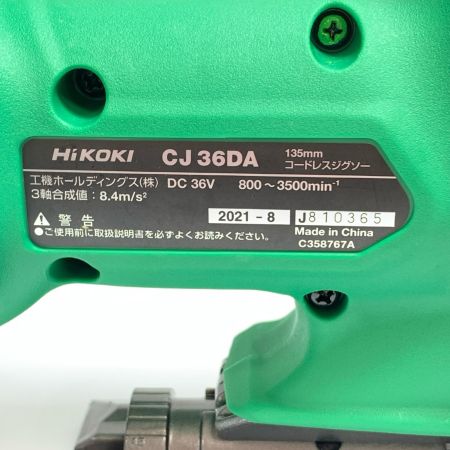 HiKOKI CJ 36DA 135mm コードレスジグソー
工機ホールディングス(株) DC 36V 800~3500min⁻¹
3軸合成値: 8.4m/s²
⚠ 警告 2021-8 J810365
●ご使用前に取扱説明書を必ずよくお読みください。 Made in China
C358767A